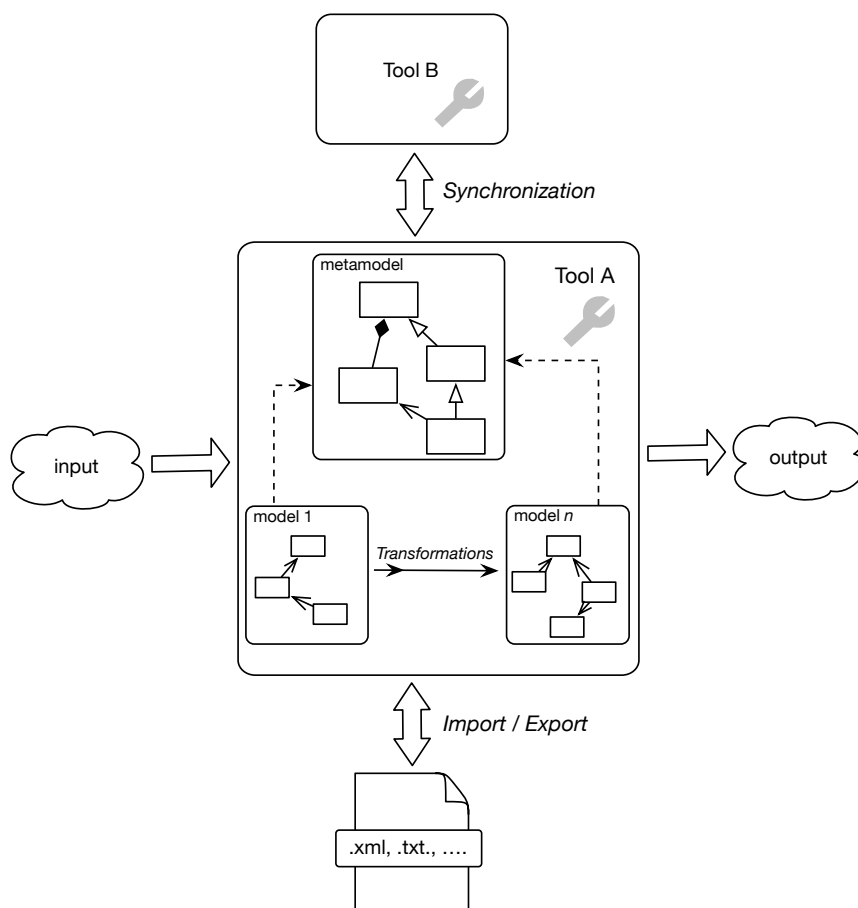 Tool B
Synchronization
metamodel
Tool A
input
output
model 1
Transformations
model n
Import / Export
.xml, .txt., ….